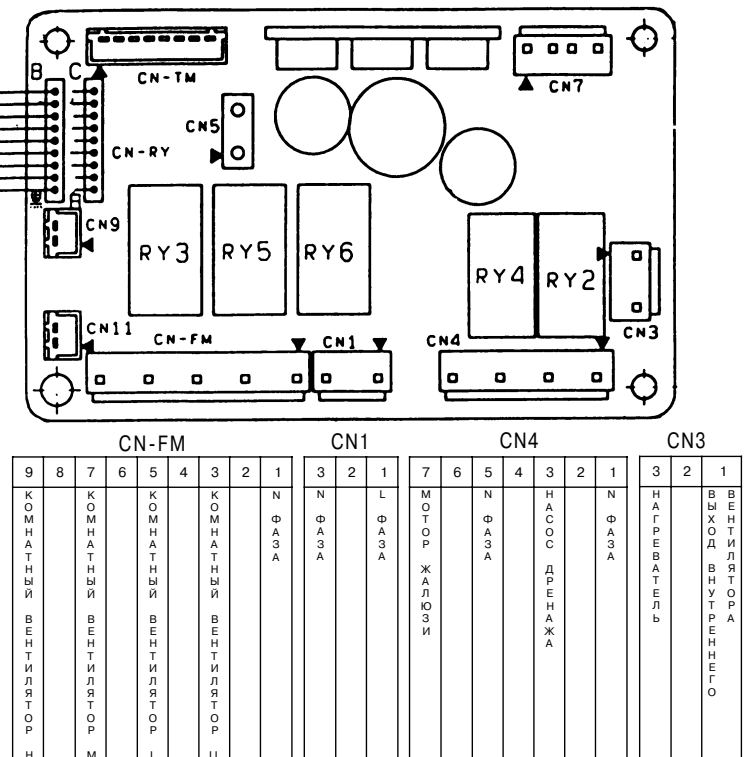 B C
CN-TM
CN7
CN5
CN-RY
CN9
RY3 RY5 RY6
RY4 RY2
CN3
CN11
CN-FM
CN1
CN4
CN-FM CN1 CN4 CN3
9 8 7 6 5 4 3 2 1
3 2 1
7 6 5 4 3 2 1
3 2 1
КОМНАТНЫЙ ВЕНТИЛЯТОР Н
КОМНАТНЫЙ ВЕНТИЛЯТОР М
КОМНАТНЫЙ ВЕНТИЛЯТОР L
КОМНАТНЫЙ ВЕНТИЛЯТОР U
N ФАЗА
N ФАЗА
L ФАЗА
МОТОР ЖАЛЮЗИ
N ФАЗА
НАСОС ДРЕНАЖА
N ФАЗА
НАГРЕВАТЕЛЬ
ВЫХОД ВНУТРЕННЕГО
ВЕНТИЛЯТОРА